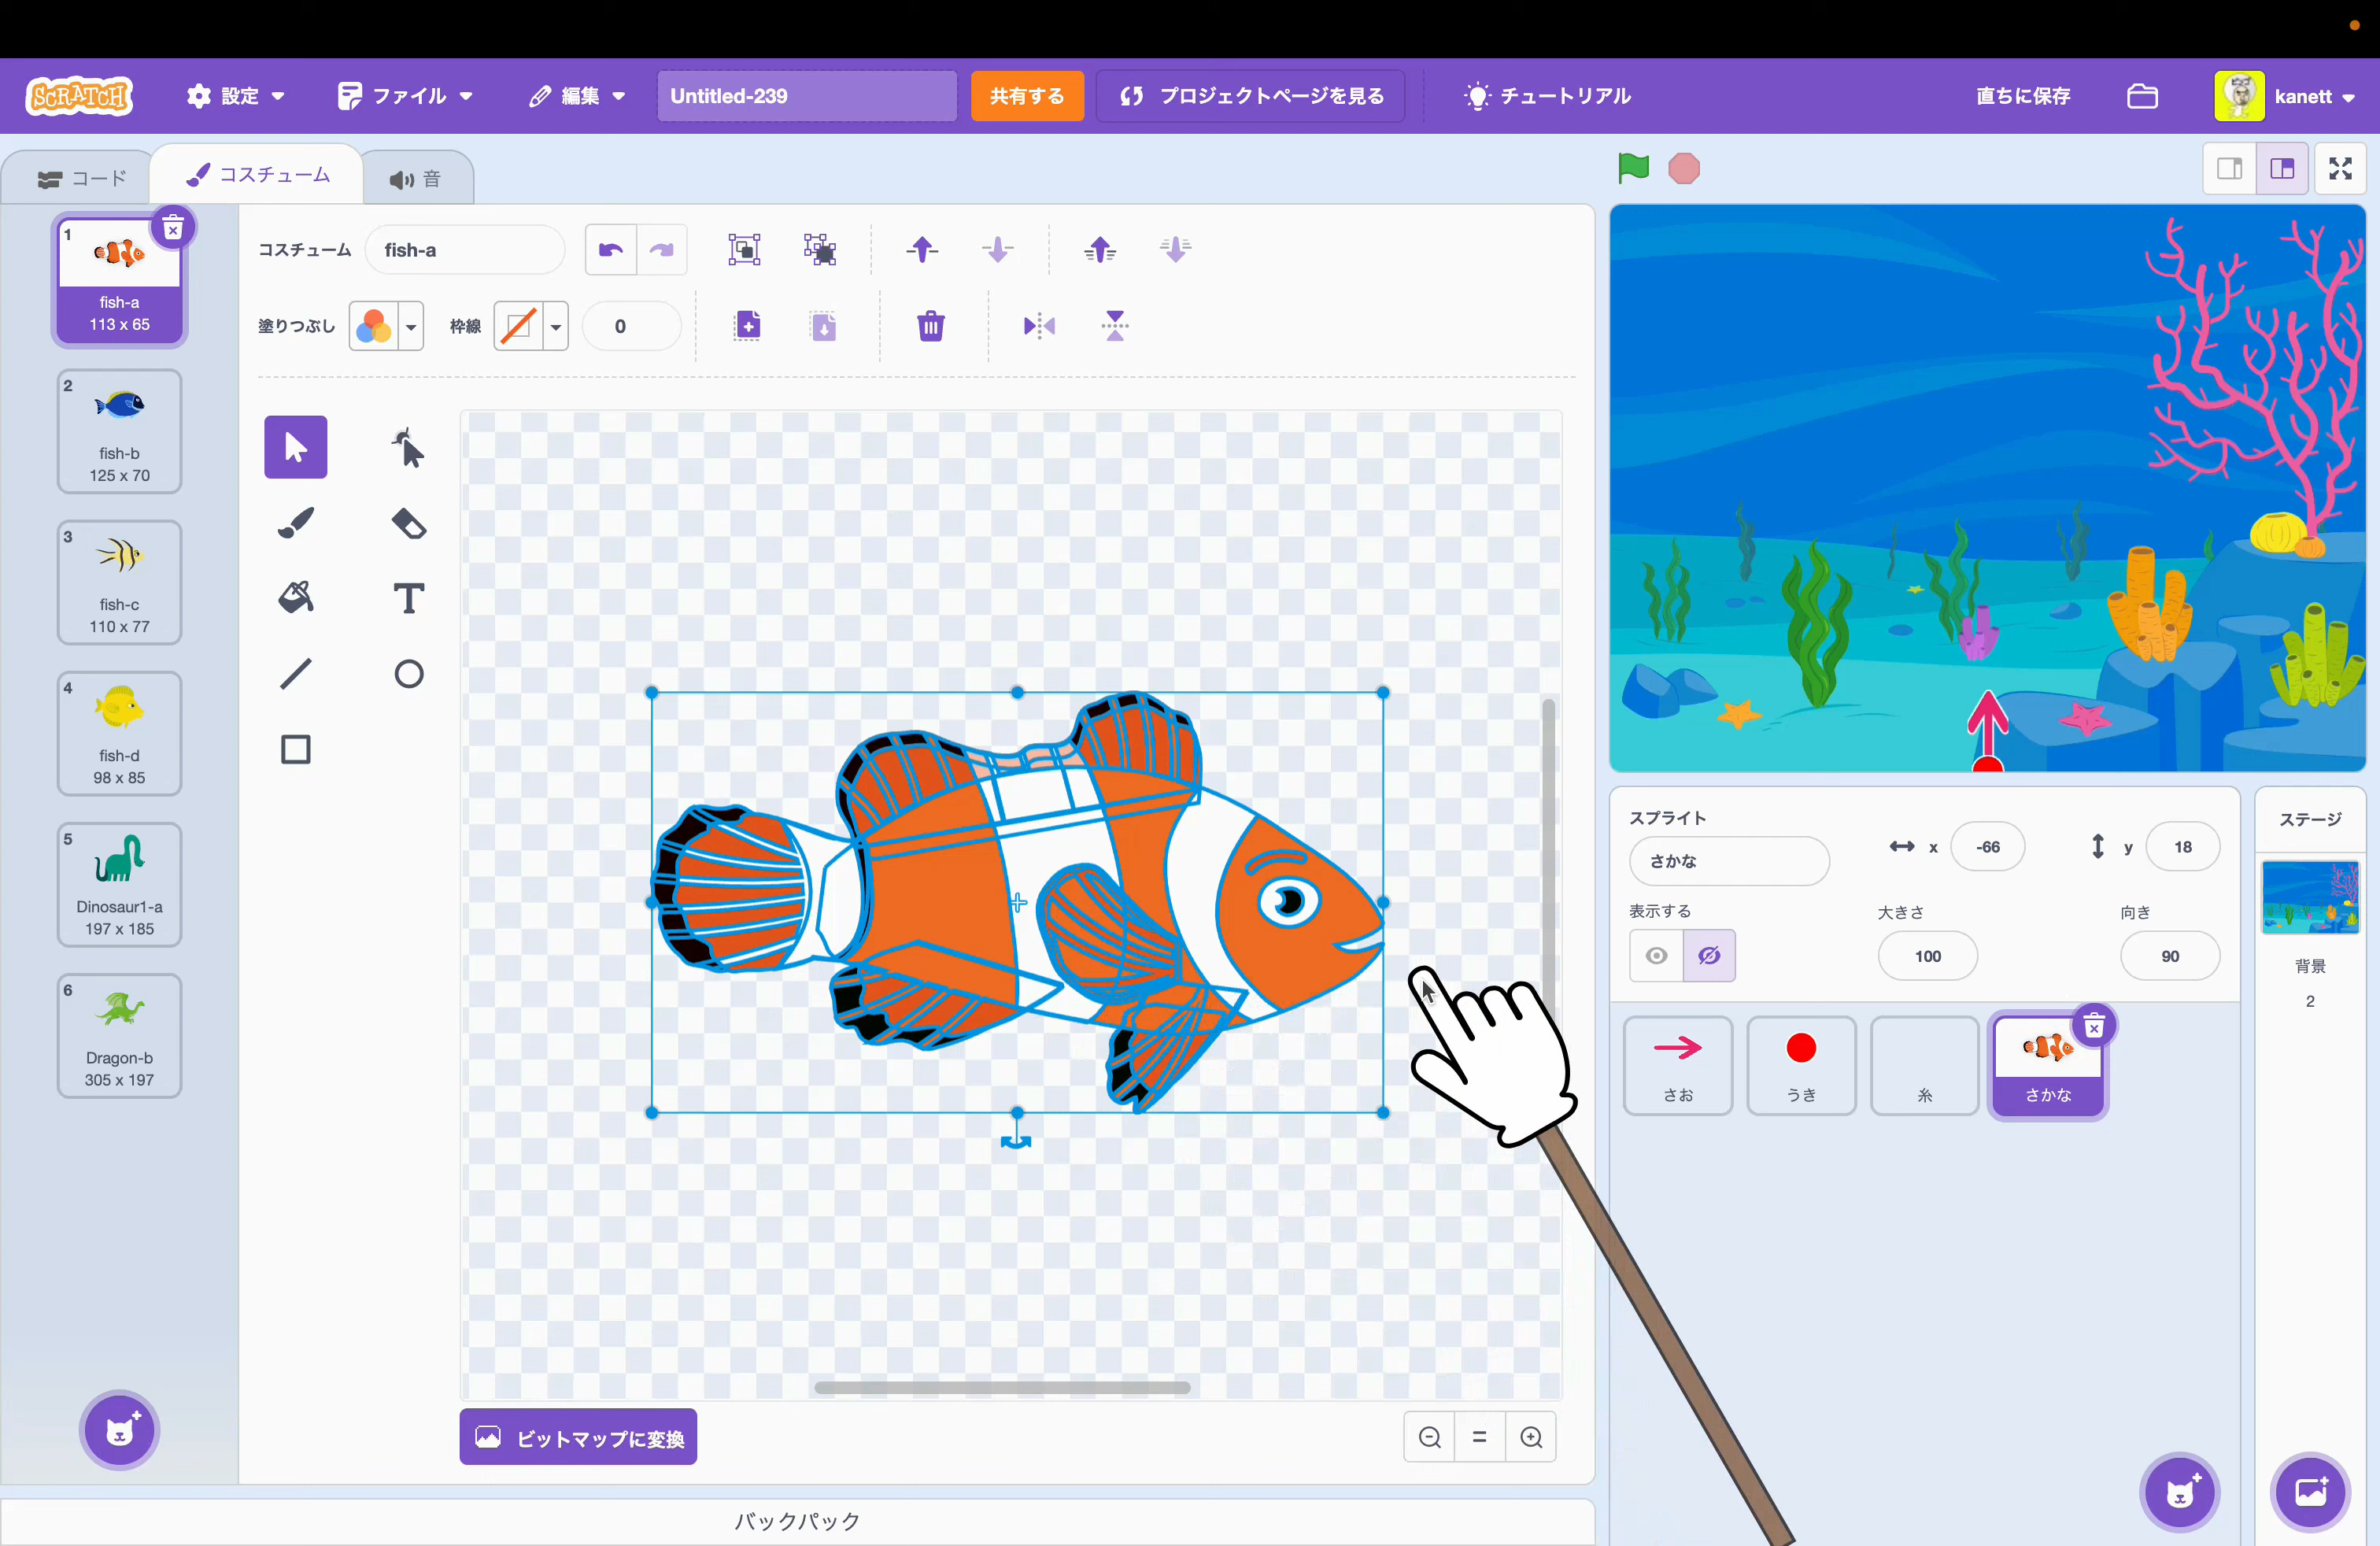 SCRATCH
設定
ファイル
編集
Untitled-239
共有する
プロジェクトページを見る
チュートリアル
直ちに保存
kanett
コード
コスチューム
音
1
fish-a
113 x 65
2
fish-b
125 x 70
3
fish-c
110 x 77
4
fish-d
98 x 85
5
Dinosaur1-a
197 x 185
6
Dragon-b
305 x 197
コスチューム
fish-a
塗りつぶし
枠線
0
T
ビットマップに変換
バックパック
スプライト
さかな
x
-66
y
18
表示する
大きさ
100
向き
90
さお
うき
糸
さかな
ステージ
背景
2